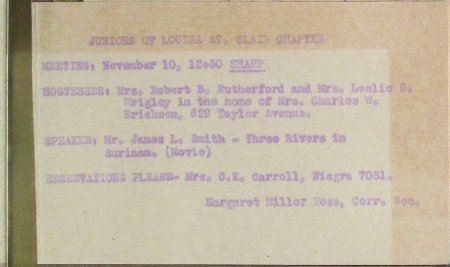 JUNIORS OF LOUISA ST. CLAIR CHAPTER
MEETING: November 10, 12:30 SHARP
HOSTESSES: Mrs. Robert B. Rutherford and Mrs. Leslie G.
Wrigley in the home of Mrs. Charles W.
Erickson, 629 Taylor Avenue.
SPEAKER: Mr. James L. Smith - Three Rivers in
Surinam. (Movie)
RESERVATIONS PLEASE- Mrs. C.E. Carroll, Niagra 7031.
Margaret Miller Ross, Corr. Sec.